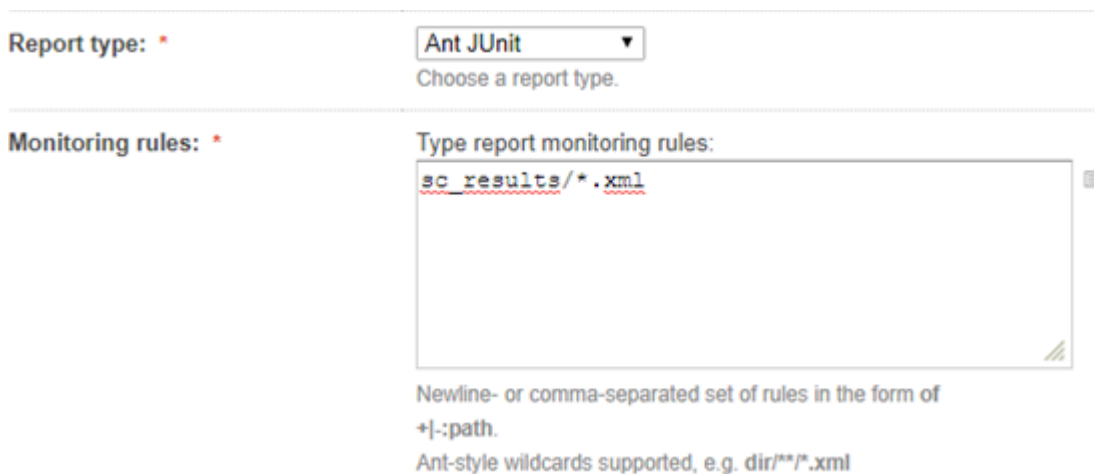 Report type: * Ant JUnit
Choose a report type.
Monitoring rules: * Type report monitoring rules:
sc_results/*.xml
Newline- or comma-separated set of rules in the form of
+|-:path.
Ant-style wildcards supported, e.g. dir/**/*.xml